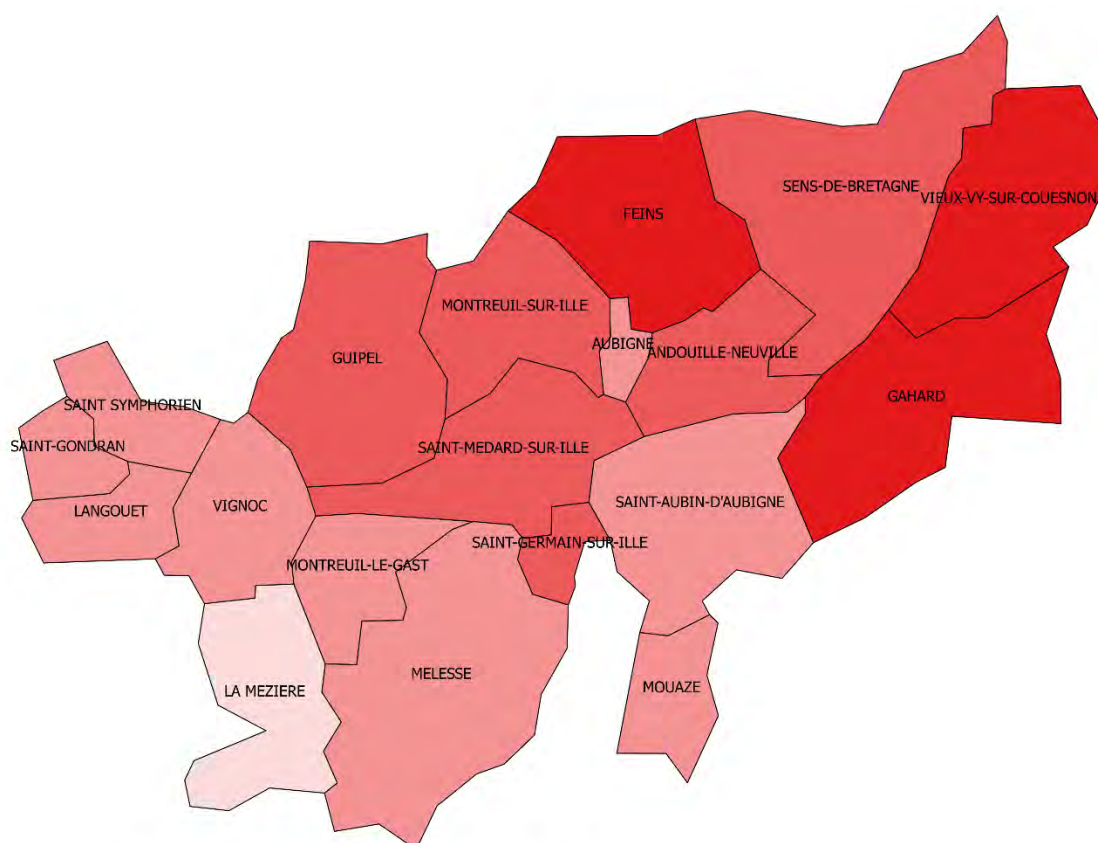 SENS-DE-BRETAGNE
VIEUX-VY-SUR-COUESNON
FEINS
MONTREUIL-SUR-ILLE
AUBIGNE
ANDOUILLE-NEUVILLE
GUIPEL
GAHARD
SAINT SYMPHORIEN
SAINT-GONDRAN
SAINT-MEDARD-SUR-ILLE
LANGOUET
VIGNOC
SAINT-AUBIN-D'AUBIGNE
SAINT-GERMAIN-SUR-ILLE
MONTREUIL-LE-GAST
MELESSE
MOUAZE
LA MEZIERE